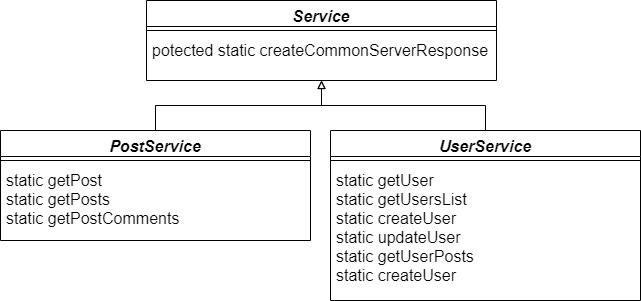 Service
potected static createCommonServerResponse
PostService
static getPost
static getPosts
static getPostComments
UserService
static getUser
static getUsersList
static createUser
static updateUser
static getUserPosts
static createUser